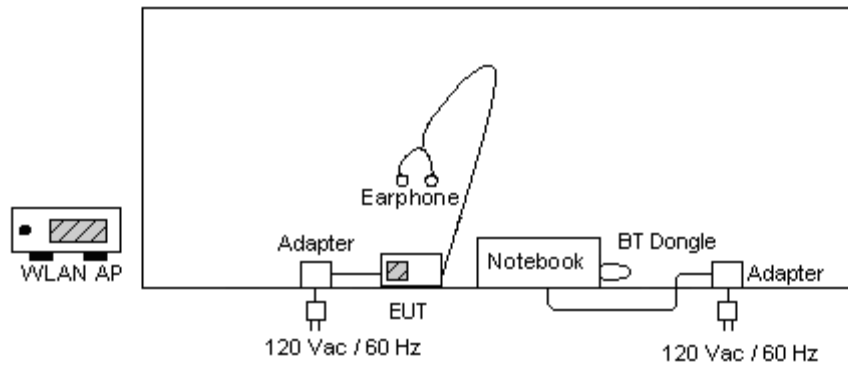 Earphone
WLAN AP
Adapter
EUT
Notebook
BT Dongle
Adapter
120 Vac / 60 Hz
120 Vac / 60 Hz